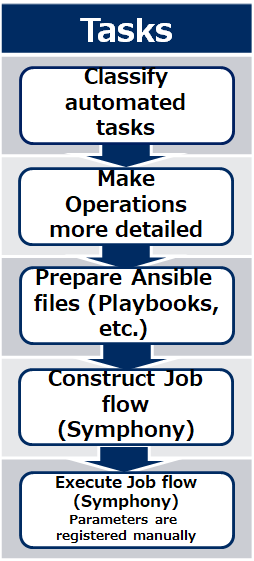 Tasks
Classify
automated
tasks
Make
Operations
more detailed
Prepare Ansible
files (Playbooks,
etc.)
Construct Job
flow
(Symphony)
Execute Job flow
(Symphony)
Parameters are
registered manually